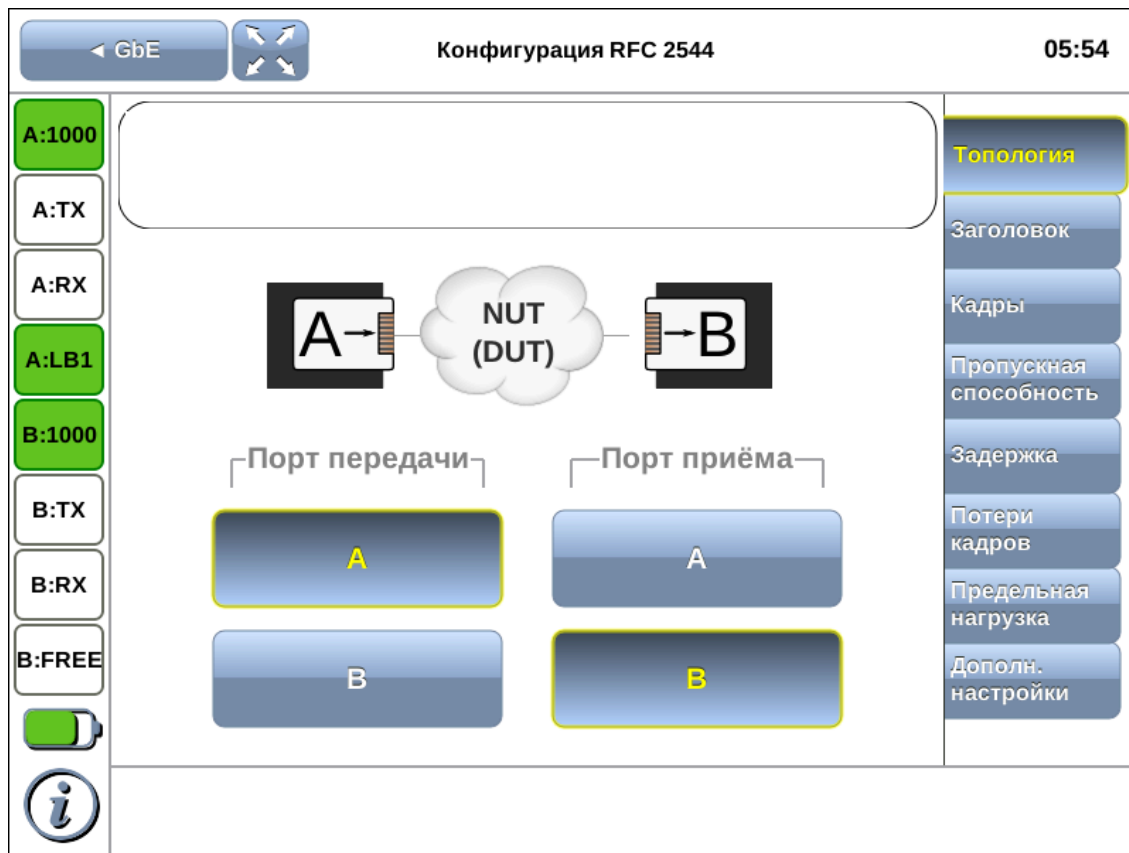 ◄ GbE
Конфигурация RFC 2544
05:54
A:1000
A:TX
A:RX
A:LB1
B:1000
B:TX
B:RX
B:FREE
i
A
NUT
(DUT)
B
Порт передачи
Порт приёма
A
A
B
B
Топология
Заголовок
Кадры
Пропускная
способность
Задержка
Потери
кадров
Предельная
нагрузка
Дополн.
настройки